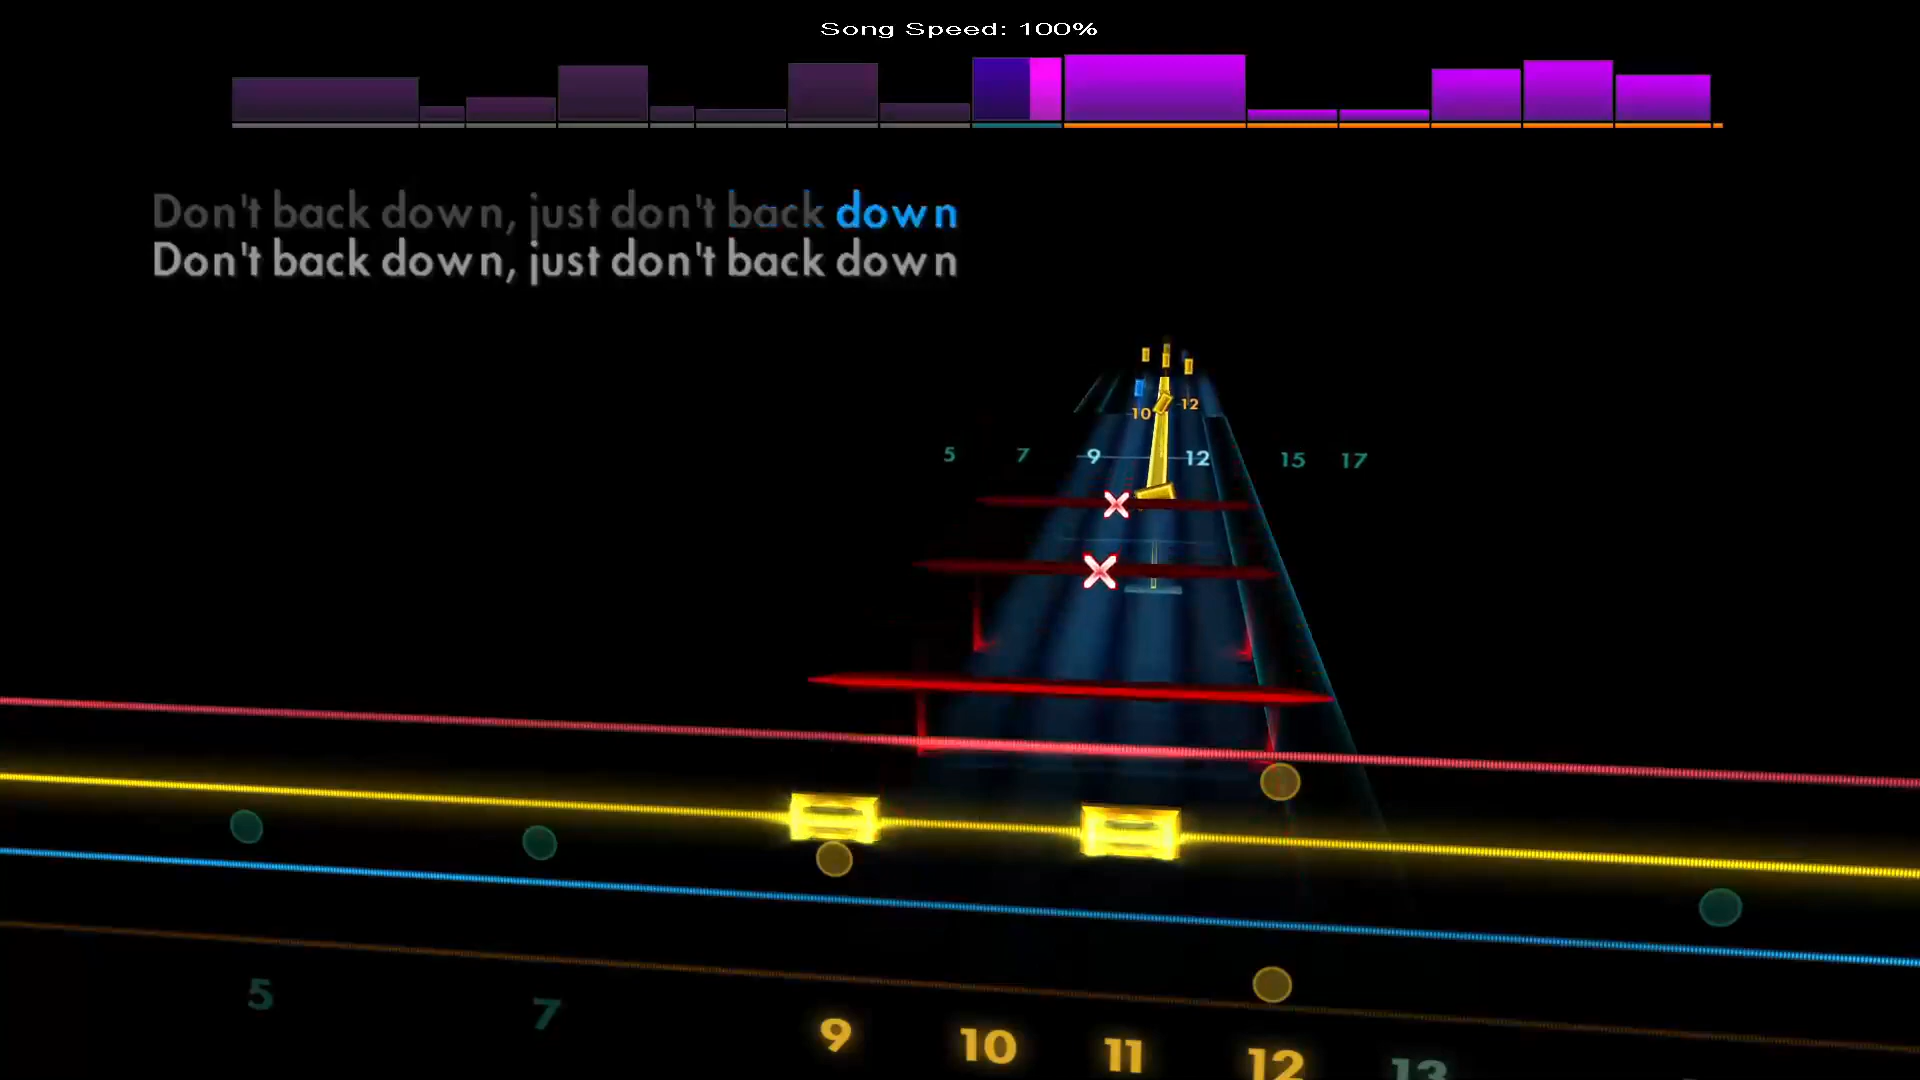 Song Speed: 100%
Don't back down, just don't back down
Don't back down, just don't back down
10 12
5 7 9 12 15 17
5 7 9 10 11 12 13